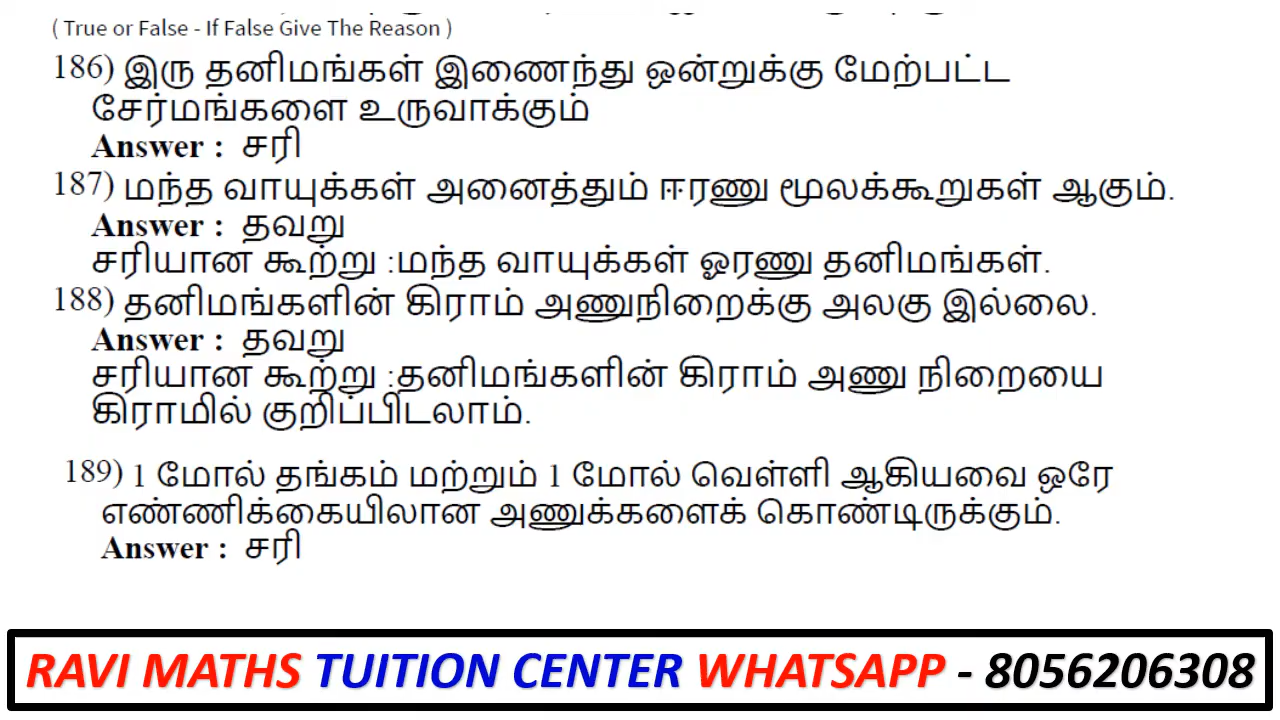 ( True or False - If False Give The Reason )
186) இரு தனிமங்கள் இணைந்து ஒன்றுக்கு மேற்பட்ட
சேர்மங்களை உருவாக்கும்
Answer : சரி
187) மந்த வாயுக்கள் அனைத்தும் ஈரணு மூலக்கூறுகள் ஆகும்.
Answer : தவறு
சரியான கூற்று :மந்த வாயுக்கள் ஓரணு தனிமங்கள்.
188) தனிமங்களின் கிராம் அணுநிறைக்கு அலகு இல்லை.
Answer : தவறு
சரியான கூற்று :தனிமங்களின் கிராம் அணு நிறையை
கிராமில் குறிப்பிடலாம்.
189) 1 மோல் தங்கம் மற்றும் 1 மோல் வெள்ளி ஆகியவை ஒரே
எண்ணிக்கையிலான அணுக்களைக் கொண்டிருக்கும்.
Answer : சரி
RAVI MATHS TUITION CENTER WHATSAPP - 8056206308